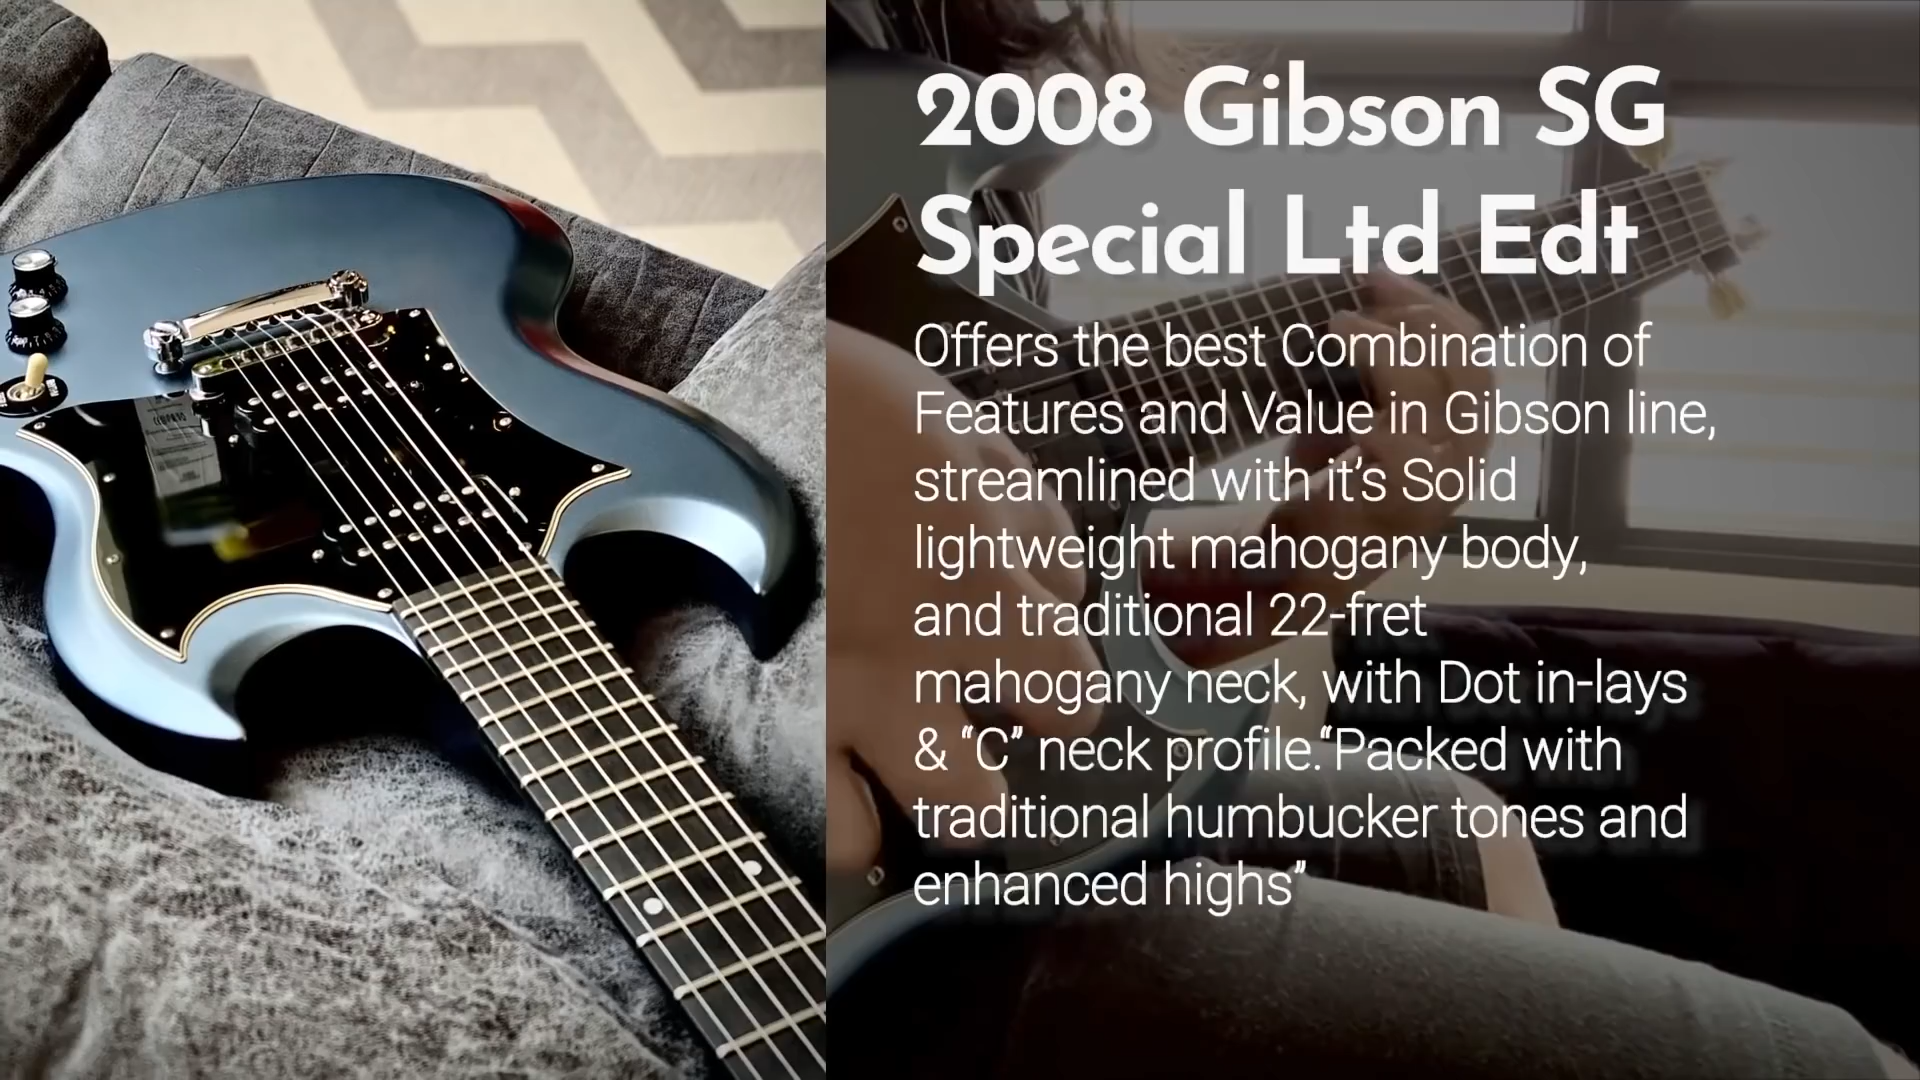 2008 Gibson SG
Special Ltd Edt
Offers the best Combination of
Features and Value in Gibson line,
streamlined with it’s Solid
lightweight mahogany body,
and traditional 22-fret
mahogany neck, with Dot in-lays
& “C” neck profile.“Packed with
traditional humbucker tones and
enhanced highs”